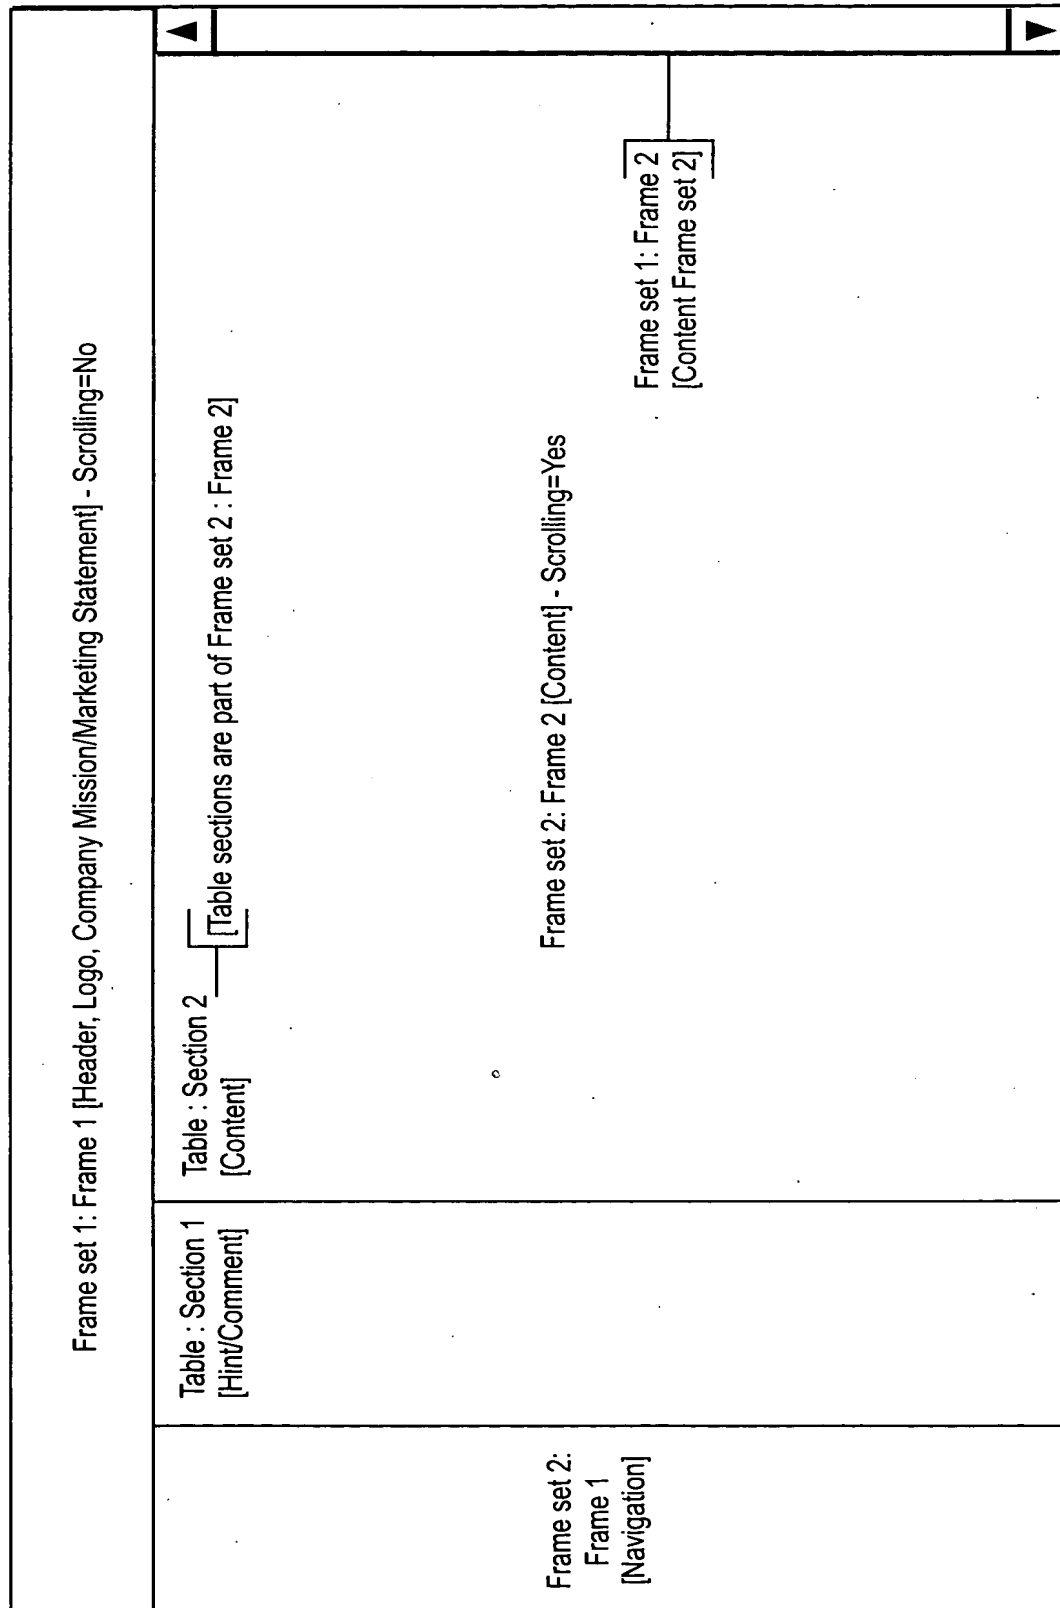 Frame set 1: Frame 1 [Header, Logo, Company Mission/Marketing Statement] - Scrolling=No
Table : Section 1
[Hint/Comment]
Table : Section 2
[Content]
[Table sections are part of Frame set 2 : Frame 2]
Frame set 2:
Frame 1
[Navigation]
Frame set 2: Frame 2 [Content] - Scrolling=Yes
Frame set 1: Frame 2
[Content Frame set 2]